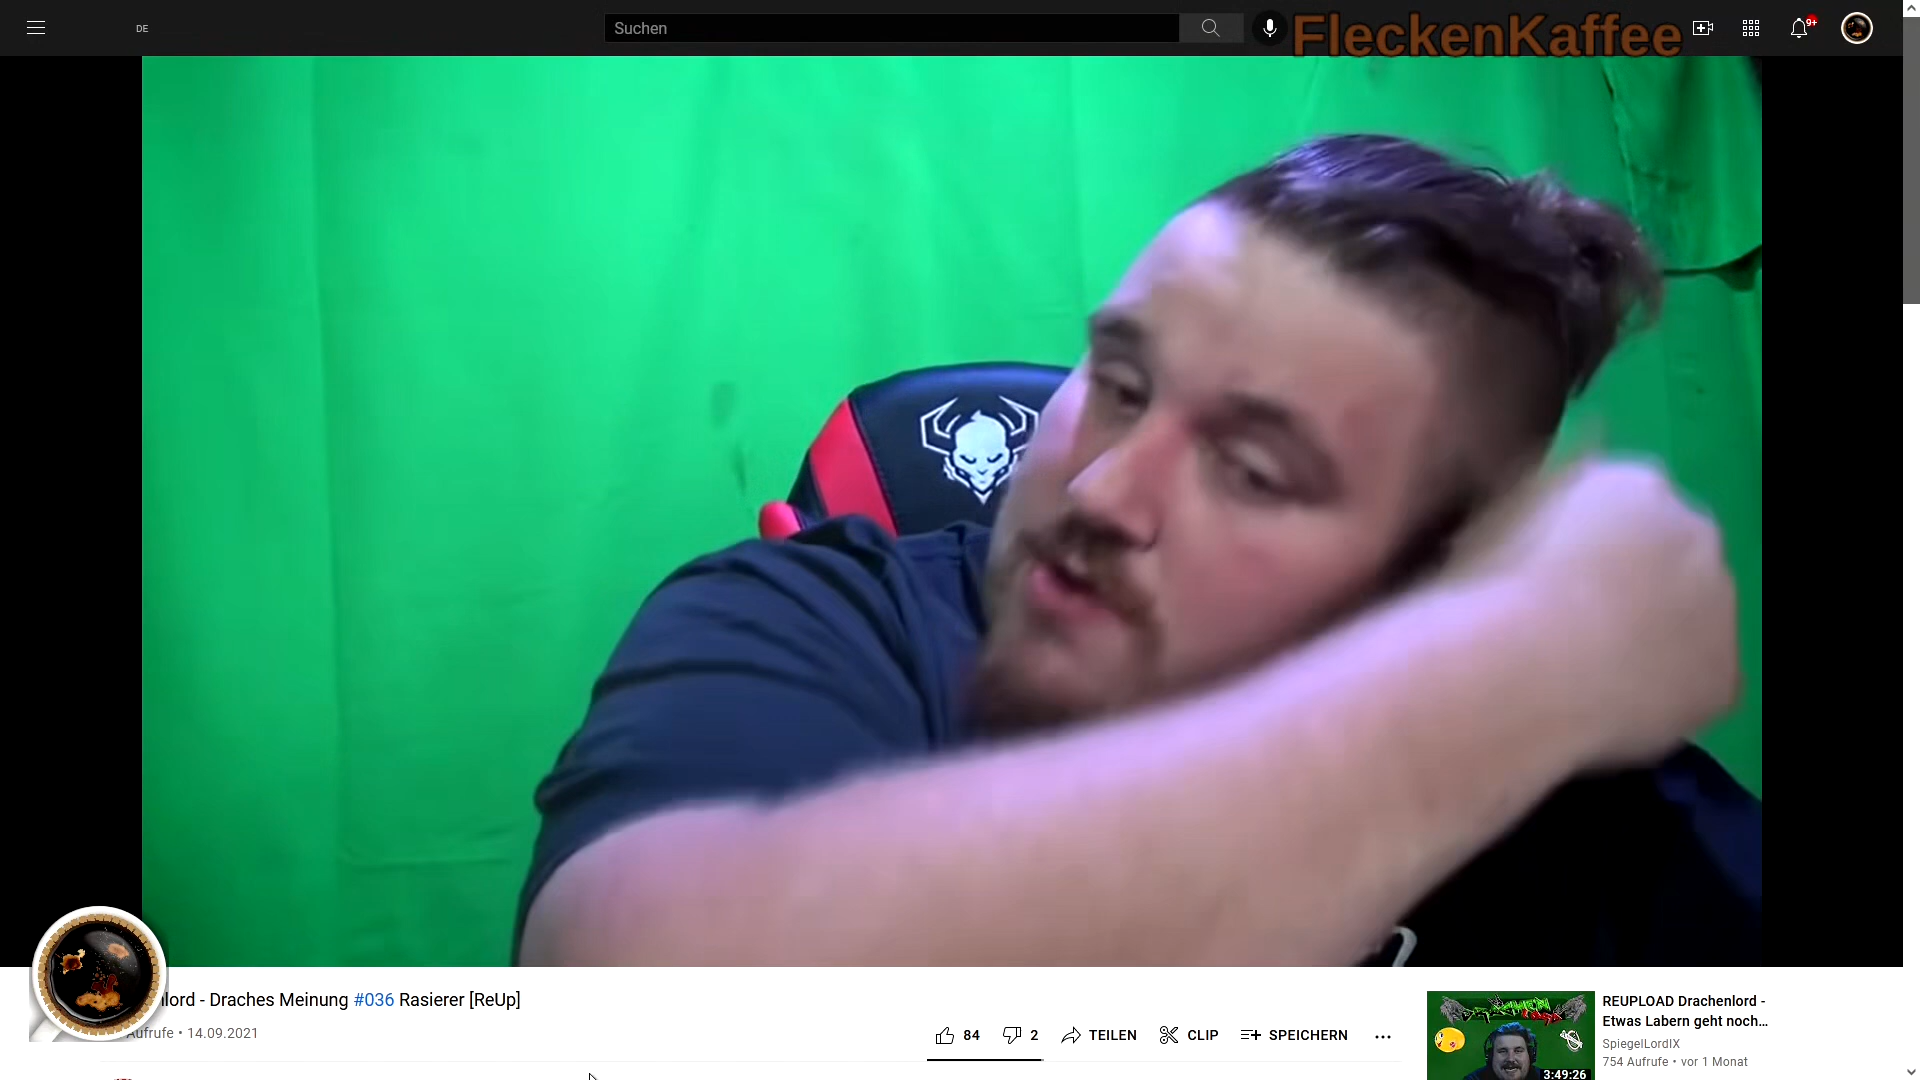 DE
Suchen
FleckenKaffee
9+
lord - Draches Meinung #036 Rasierer [ReUp]
Aufrufe • 14.09.2021
84
2
TEILEN
CLIP
SPEICHERN
REUPLOAD Drachenlord -
Etwas Labern geht noch...
SpiegelLordIX
754 Aufrufe • vor 1 Monat
3:49:26